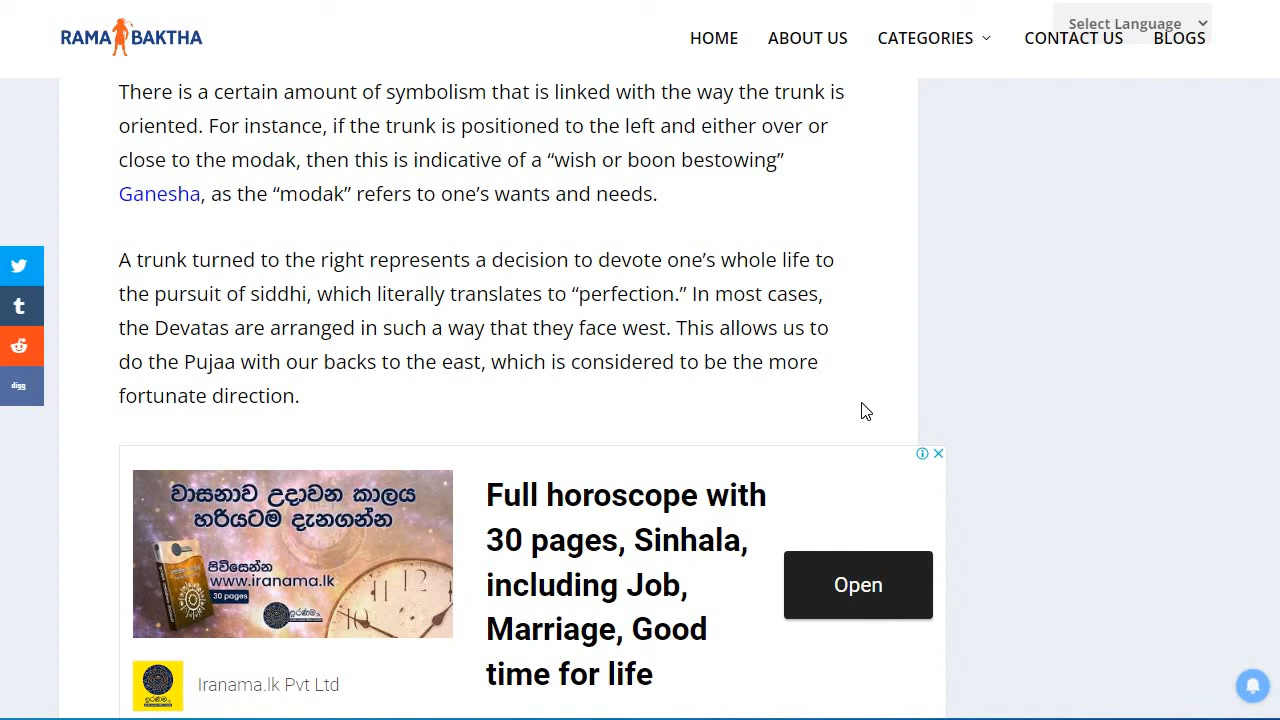 RAMA BAKTHA
HOME ABOUT US CATEGORIES CONTACT US BLOGS
Select Language
There is a certain amount of symbolism that is linked with the way the trunk is
oriented. For instance, if the trunk is positioned to the left and either over or
close to the modak, then this is indicative of a “wish or boon bestowing”
Ganesha, as the “modak” refers to one’s wants and needs.
A trunk turned to the right represents a decision to devote one’s whole life to
the pursuit of siddhi, which literally translates to “perfection.” In most cases,
the Devatas are arranged in such a way that they face west. This allows us to
do the Pujaa with our backs to the east, which is considered to be the more
fortunate direction.
digg
වාසනාව උදාවන කාලය
හරියටම දැනගන්න
පිවිසෙන්න
www.iranama.lk
30 pages
ඉරණම
Full horoscope with
30 pages, Sinhala,
including Job,
Marriage, Good
time for life
Open
Iranama.lk Pvt Ltd